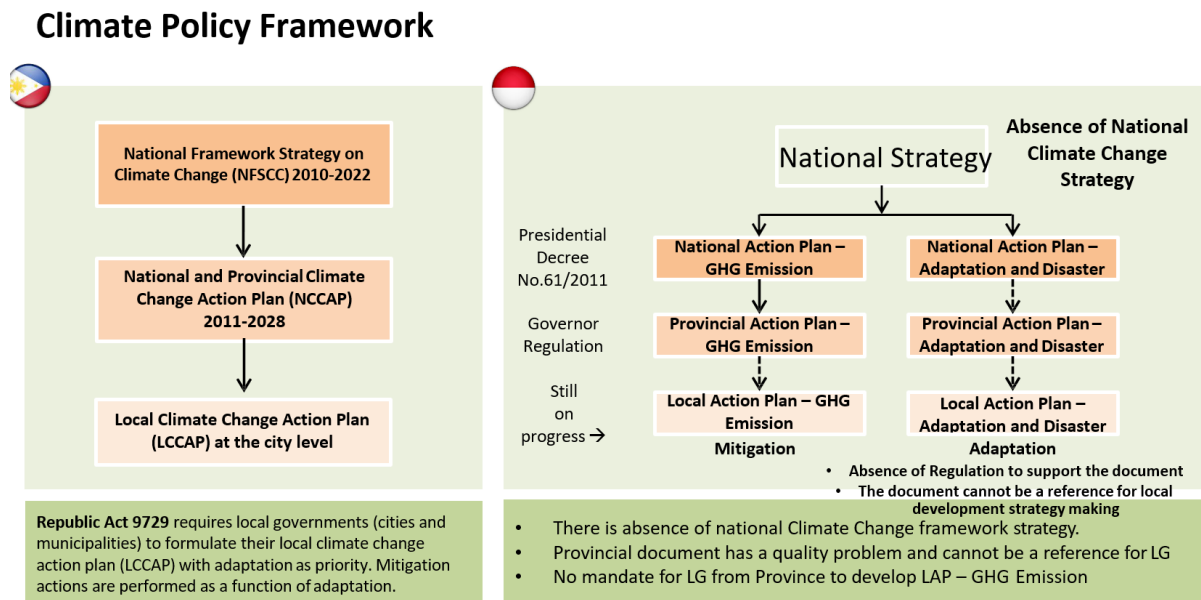 Climate Policy Framework
National Framework Strategy on
Climate Change (NFSCC) 2010-2022
National and Provincial Climate
Change Action Plan (NCCAP)
2011-2028
Local Climate Change Action Plan
(LCCAP) at the city level
Republic Act 9729 requires local governments (cities and
municipalities) to formulate their local climate change
action plan (LCCAP) with adaptation as priority. Mitigation
actions are performed as a function of adaptation.
National Strategy
Absence of National
Climate Change
Strategy
Presidential
Decree
No.61/2011
National Action Plan –
GHG Emission
National Action Plan –
Adaptation and Disaster
Governor
Regulation
Provincial Action Plan –
GHG Emission
Provincial Action Plan –
Adaptation and Disaster
Still
on
progress →
Local Action Plan – GHG
Emission
Local Action Plan –
Adaptation and Disaster
Mitigation
Adaptation
• Absence of Regulation to support the document
• The document cannot be a reference for local
development strategy making
• There is absence of national Climate Change framework strategy.
• Provincial document has a quality problem and cannot be a reference for LG
• No mandate for LG from Province to develop LAP – GHG Emission